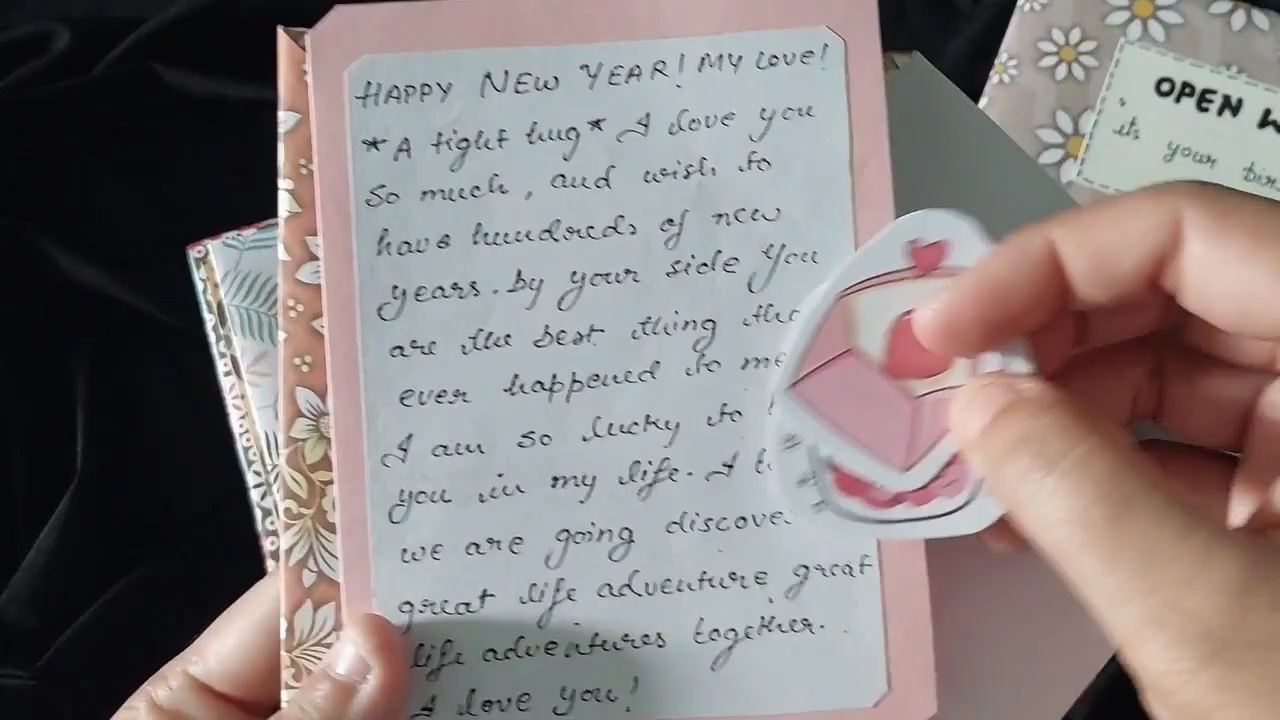 HAPPY NEW YEAR! MY LOVE!
*A tight hug* I love you
so much, and wish to
have hundreds of new
years. by your side you
are the best thing
ever happened to me
I am so lucky to
you in my life. I
we are going
great life adventure great
life adventures together.
I love you!
OPEN
its your